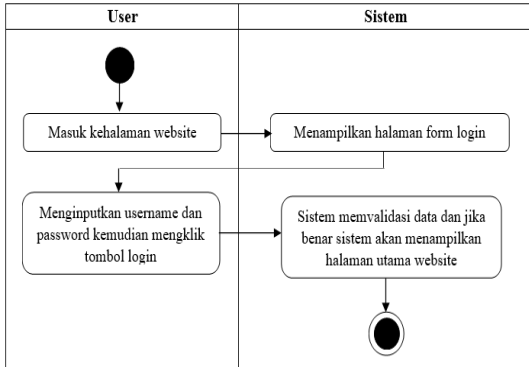 User
Sistem
Masuk kehalaman website
Menampilkan halaman form login
Menginputkan username dan
password kemudian mengklik
tombol login
Sistem memvalidasi data dan jika
benar sistem akan menampilkan
halaman utama website